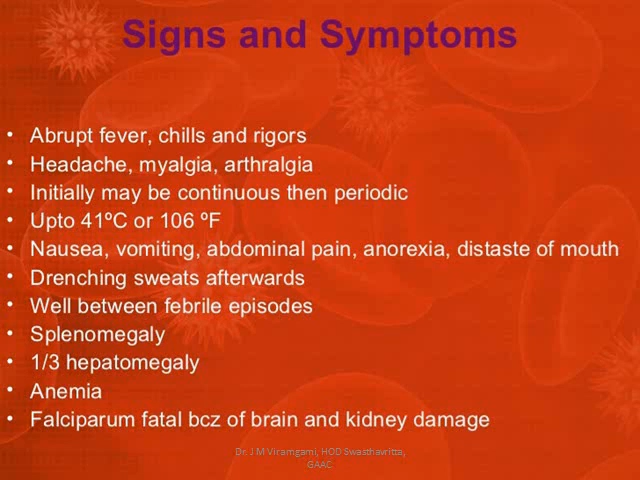 Signs and Symptoms
• Abrupt fever, chills and rigors
• Headache, myalgia, arthralgia
• Initially may be continuous then periodic
• Upto 41ºC or 106 ºF
• Nausea, vomiting, abdominal pain, anorexia, distaste of mouth
• Drenching sweats afterwards
• Well between febrile episodes
• Splenomegaly
• 1/3 hepatomegaly
• Anemia
• Falciparum fatal bcz of brain and kidney damage
Dr. J M Viramgami, HOD Swasthavritta,
GAAC